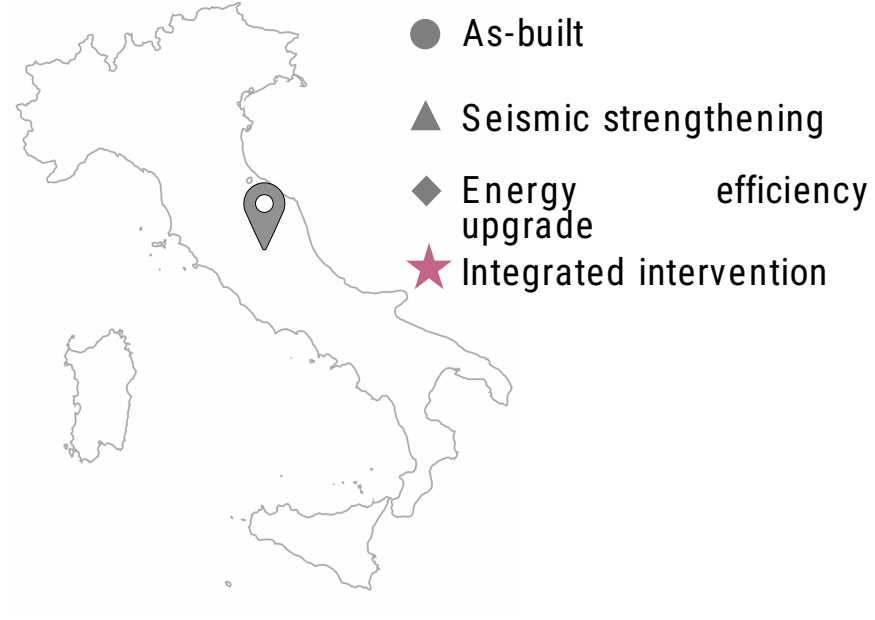 As-built
Seismic strengthening
Energy efficiency
upgrade
Integrated intervention